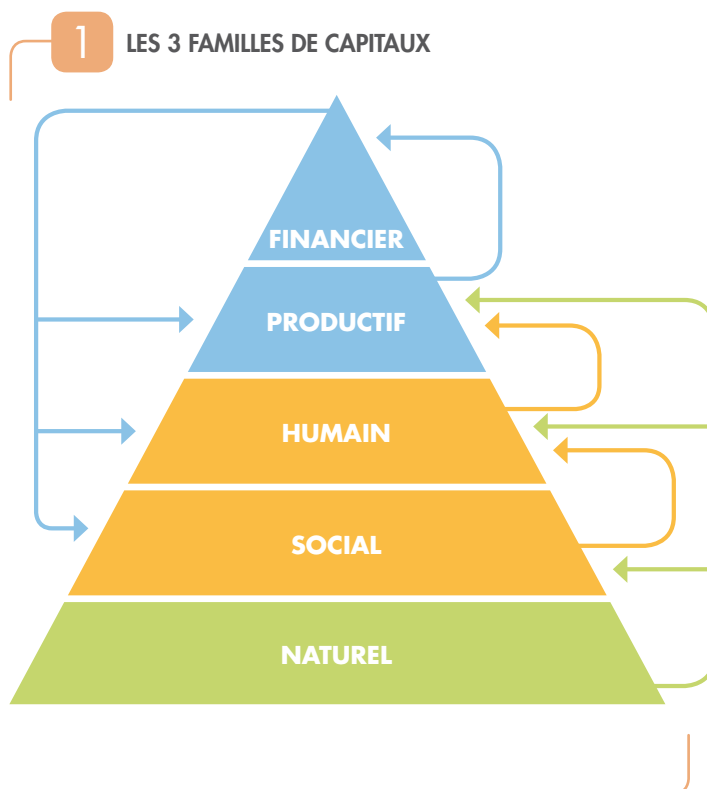 1
LES 3 FAMILLES DE CAPITAUX
FINANCIER
PRODUCTIF
HUMAIN
SOCIAL
NATUREL